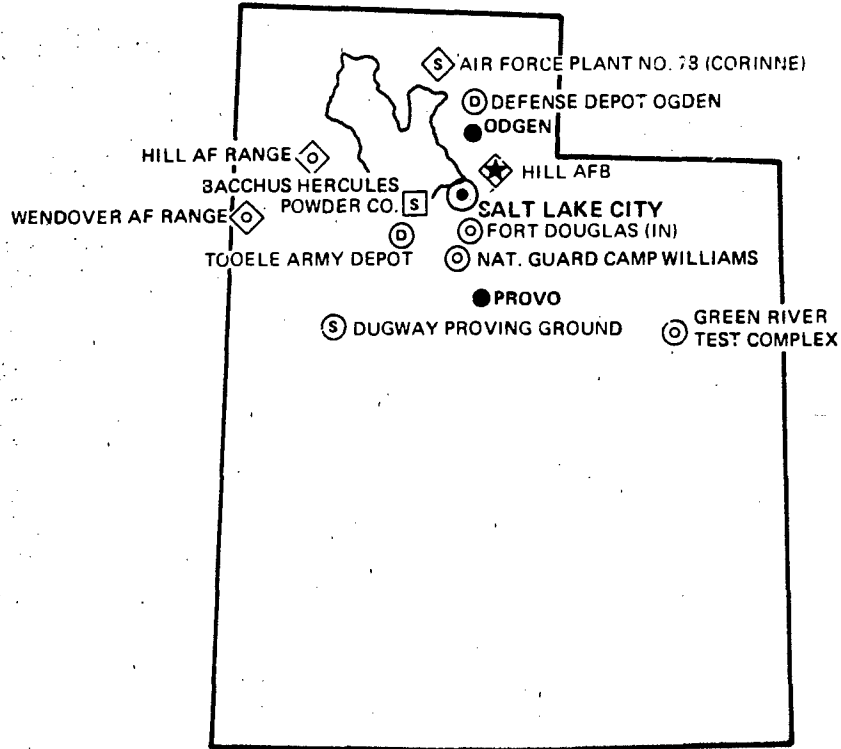 S AIR FORCE PLANT NO. 78 (CORINNE)
D DEFENSE DEPOT OGDEN
ODGEN
HILL AF RANGE
HILL AFB
BACCHUS HERCULES
POWDER CO. S
SALT LAKE CITY
WENDOVER AF RANGE
FORT DOUGLAS (IN)
D
TOOELE ARMY DEPOT
NAT. GUARD CAMP WILLIAMS
PROVO
S DUGWAY PROVING GROUND
GREEN RIVER
TEST COMPLEX